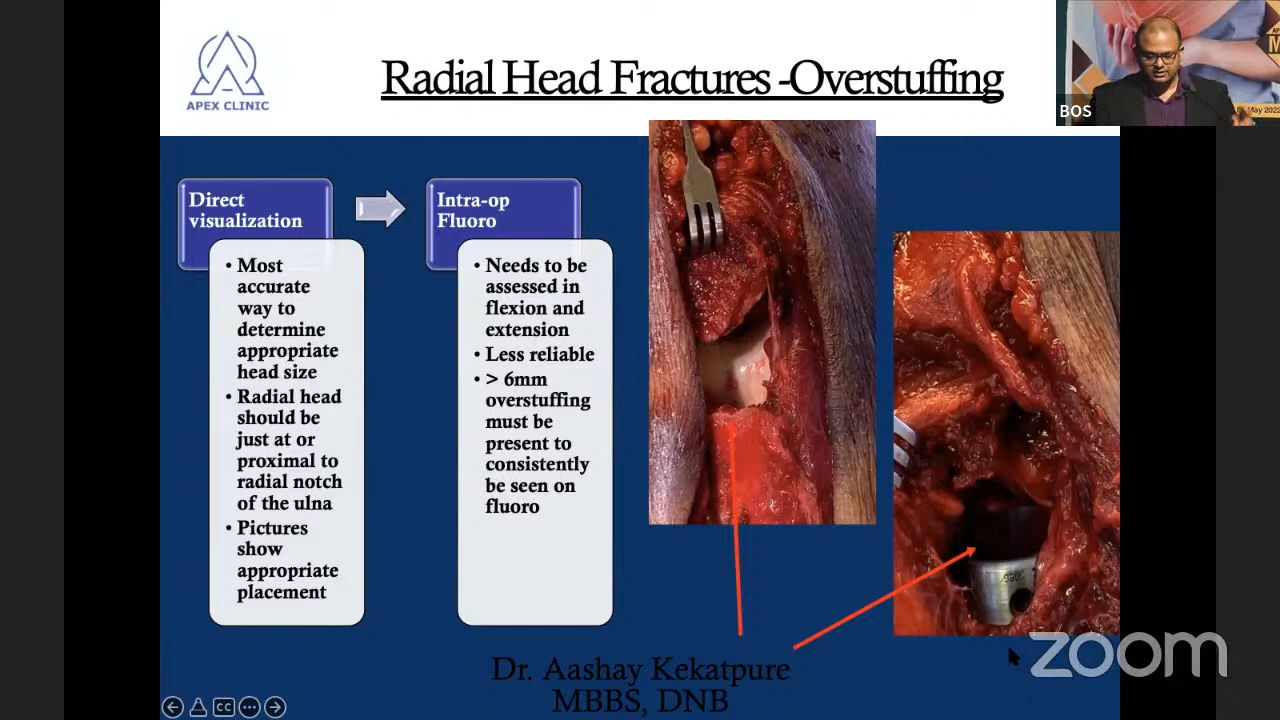 APEX CLINIC
Radial Head Fractures -Overstuffing
BOS
May 2022
Direct
visualization
• Most
accurate
way to
determine
appropriate
head size
• Radial head
should be
just at or
proximal to
radial notch
of the ulna
• Pictures
show
appropriate
placement
Intra-op
Fluoro
• Needs to be
assessed in
flexion and
extension
• Less reliable
• > 6mm
overstuffing
must be
present to
consistently
be seen on
fluoro
Dr. Aashay Kekatpure
MBBS, DNB
zoom
CC